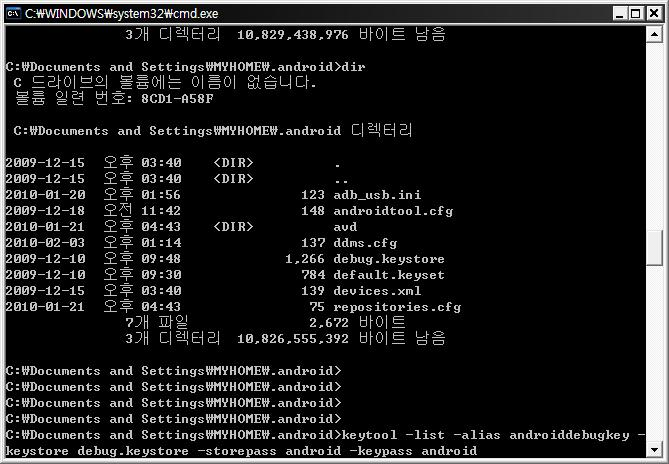 C:₩WINDOWS₩system32₩cmd.exe
3개 디렉터리 10,829,438,976 바이트 남음
C:₩Documents and Settings₩MYHOME₩.android>dir
C 드라이브의 볼륨에는 이름이 없습니다.
볼륨 일련 번호: 8CD1-A58F
C:₩Documents and Settings₩MYHOME₩.android 디렉터리
2009-12-15 오후 03:40 <DIR> .
2009-12-15 오후 03:40 <DIR> ..
2010-01-20 오후 01:56 123 adb_usb.ini
2009-12-18 오전 11:42 148 androidtool.cfg
2010-01-21 오후 04:43 <DIR> avd
2010-02-03 오후 01:14 137 ddms.cfg
2009-12-10 오후 09:48 1,266 debug.keystore
2009-12-10 오후 09:30 784 default.keyset
2009-12-15 오후 03:40 139 devices.xml
2010-01-21 오후 04:43 75 repositories.cfg
7개 파일 2,672 바이트
3개 디렉터리 10,826,555,392 바이트 남음
C:₩Documents and Settings₩MYHOME₩.android>
C:₩Documents and Settings₩MYHOME₩.android>
C:₩Documents and Settings₩MYHOME₩.android>
C:₩Documents and Settings₩MYHOME₩.android>
C:₩Documents and Settings₩MYHOME₩.android>keytool -list -alias androiddebugkey -
keystore debug.keystore -storepass android -keypass android